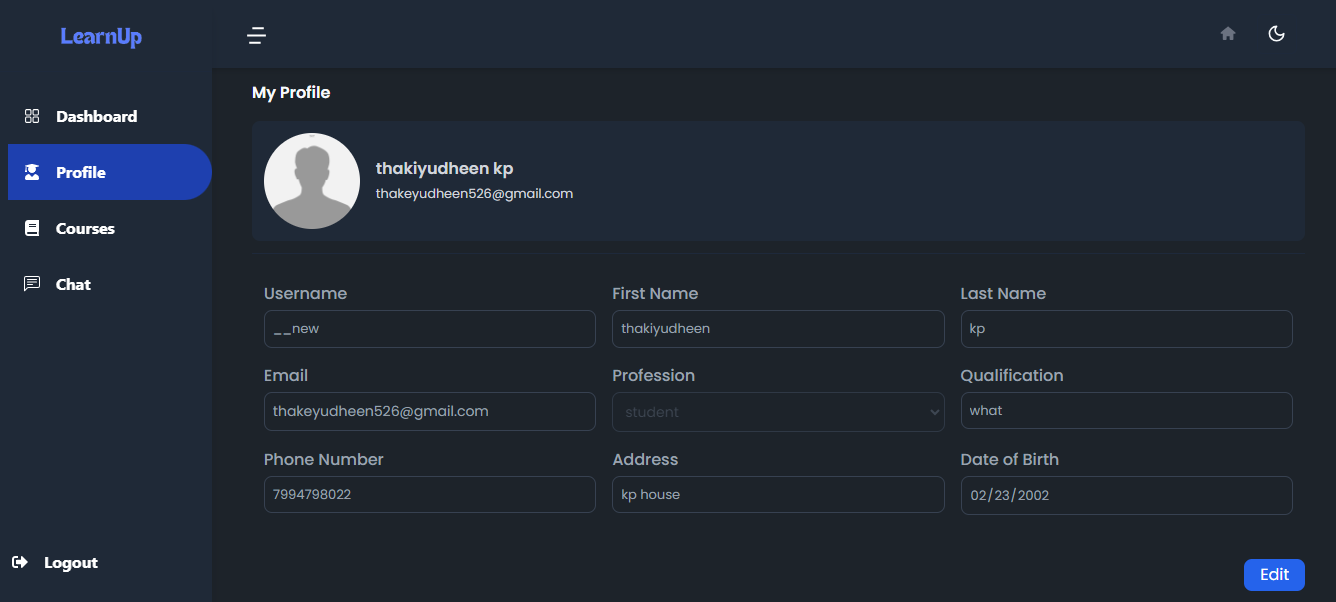 LearnUp
Dashboard
Profile
Courses
Chat
Logout
My Profile
thakiyudheen kp
thakeyudheen526@gmail.com
Username First Name Last Name
__new thakiyudheen kp
Email Profession Qualification
thakeyudheen526@gmail.com student what
Phone Number Address Date of Birth
7994798022 kp house 02/23/2002
Edit